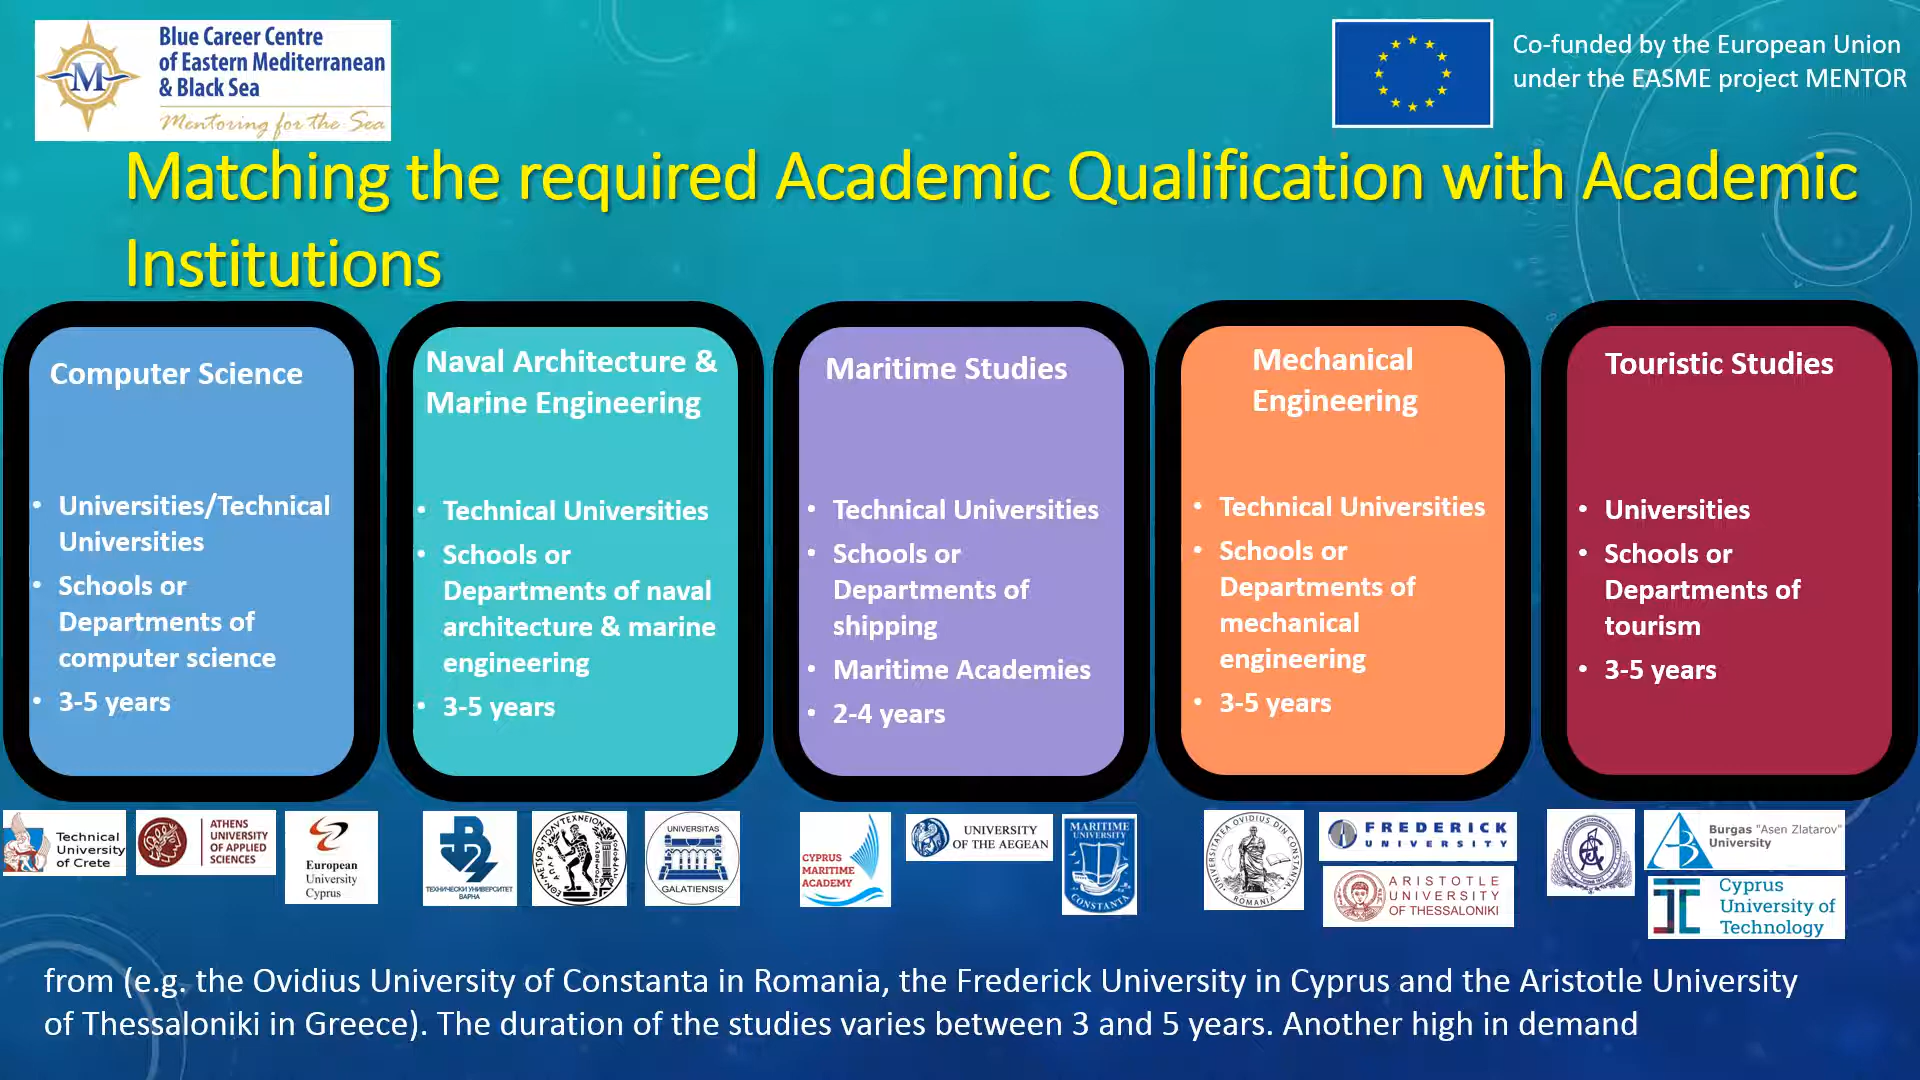 Blue Career Centre
of Eastern Mediterranean
& Black Sea
Mentoring for the Sea
M
Co-funded by the European Union
under the EASME project MENTOR
Matching the required Academic Qualification with Academic
Institutions
Computer Science
• Universities/Technical
Universities
• Schools or
Departments of
computer science
• 3-5 years
Naval Architecture &
Marine Engineering
• Technical Universities
• Schools or
Departments of naval
architecture & marine
engineering
• 3-5 years
Maritime Studies
• Technical Universities
• Schools or
Departments of
shipping
• Maritime Academies
• 2-4 years
Mechanical
Engineering
• Technical Universities
• Schools or
Departments of
mechanical
engineering
• 3-5 years
Touristic Studies
• Universities
• Schools or
Departments of
tourism
• 3-5 years
Technical
University
of Crete
ATHENS
UNIVERSITY
OF APPLIED
SCIENCES
European
University
Cyprus
ТЕХНИЧЕСКИ УНИВЕРСИТЕТ
ВАРНА
UNIVERSITAS
GALATIENSIS
CYPRUS
MARITIME
ACADEMY
UNIVERSITY
OF THE AEGEAN
MARITIME
UNIVERSITY
CONSTANTA
UNIVERSITATEA OVIDIUS DIN CONSTANTA
ROMANIA
FREDERICK
UNIVERSITY
ARISTOTLE
UNIVERSITY
OF THESSALONIKI
Burgas "Asen Zlatarov"
University
Cyprus
University of
Technology
from (e.g. the Ovidius University of Constanta in Romania, the Frederick University in Cyprus and the Aristotle University
of Thessaloniki in Greece). The duration of the studies varies between 3 and 5 years. Another high in demand